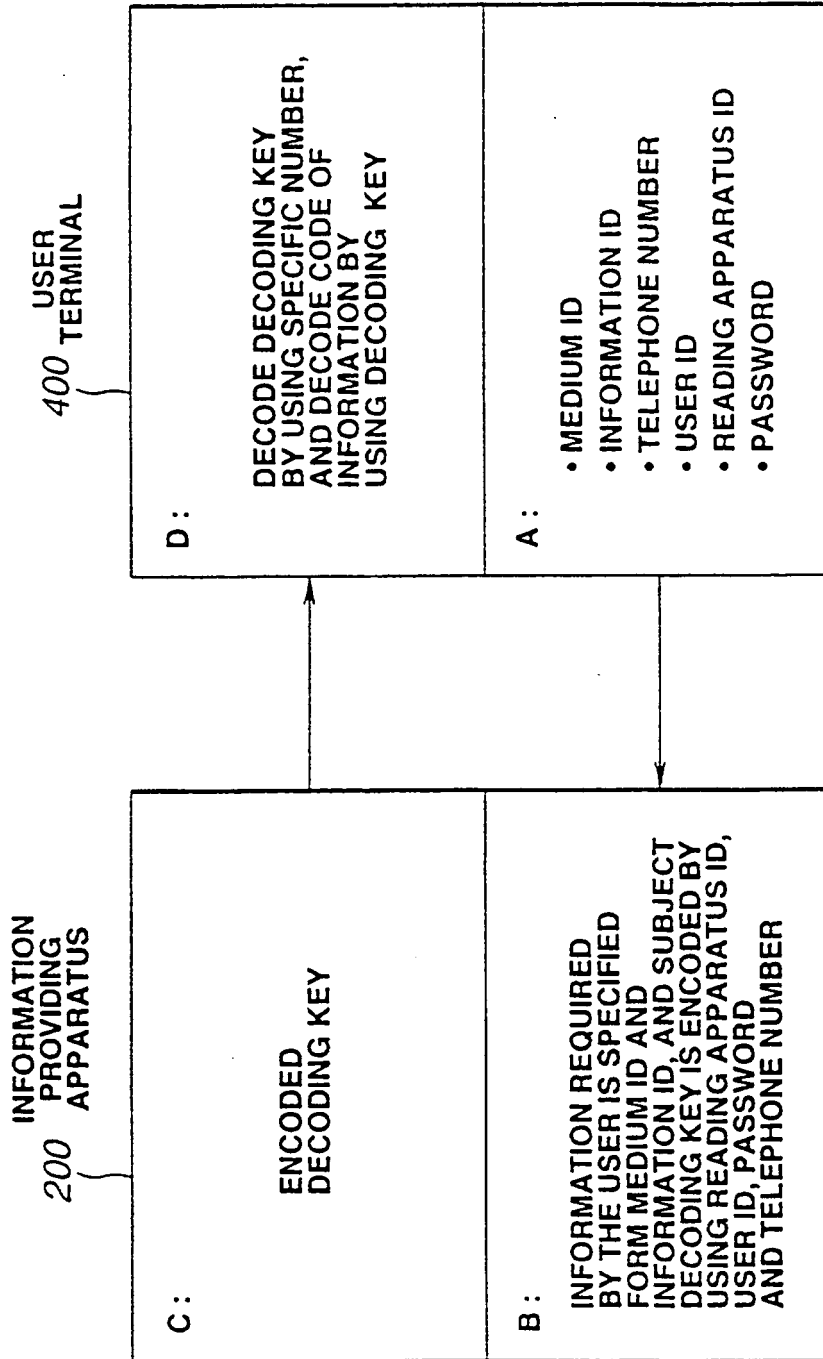 INFORMATION
PROVIDING
APPARATUS
200
C :
ENCODED
DECODING KEY
B :
INFORMATION REQUIRED
BY THE USER IS SPECIFIED
FORM MEDIUM ID AND
INFORMATION ID, AND SUBJECT
DECODING KEY IS ENCODED BY
USING READING APPARATUS ID,
USER ID, PASSWORD
AND TELEPHONE NUMBER
USER
TERMINAL
400
D :
DECODE DECODING KEY
BY USING SPECIFIC NUMBER,
AND DECODE CODE OF
INFORMATION BY
USING DECODING KEY
A :
• MEDIUM ID
• INFORMATION ID
• TELEPHONE NUMBER
• USER ID
• READING APPARATUS ID
• PASSWORD